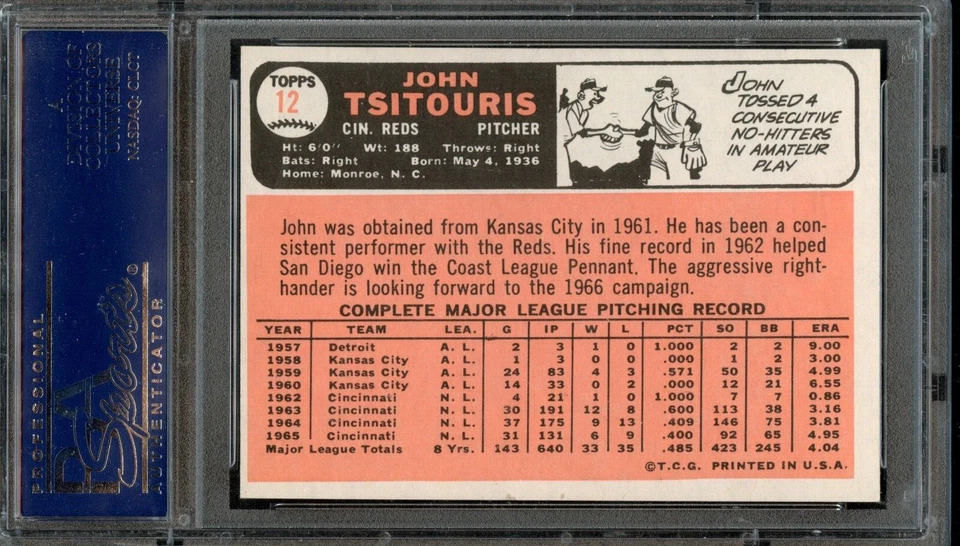 A
DIVISION OF
COLLECTORS
UNIVERSE
NASDAQ: CLCT
PROFESSIONAL
PSA
Sports®
AUTHENTICATOR
TOPPS
12
JOHN
TSITOURIS
CIN. REDS PITCHER
Ht: 6'0" Wt: 188 Throws: Right
Bats: Right Born: May 4, 1936
Home: Monroe, N. C.
JOHN
TOSSED 4
CONSECUTIVE
NO-HITTERS
IN AMATEUR
PLAY
John was obtained from Kansas City in 1961. He has been a con-
sistent performer with the Reds. His fine record in 1962 helped
San Diego win the Coast League Pennant. The aggressive right-
hander is looking forward to the 1966 campaign.
COMPLETE MAJOR LEAGUE PITCHING RECORD
YEAR TEAM LEA. G IP W L PCT SO BB ERA
1957 Detroit A. L. 2 3 1 0 1.000 2 2 9.00
1958 Kansas City A. L. 1 3 0 0 .000 1 2 3.00
1959 Kansas City A. L. 24 83 4 3 .571 50 35 4.99
1960 Kansas City A. L. 14 33 0 2 .000 12 21 6.55
1962 Cincinnati N. L. 4 21 1 0 1.000 7 7 0.86
1963 Cincinnati N. L. 30 191 12 8 .600 113 38 3.16
1964 Cincinnati N. L. 37 175 9 13 .409 146 75 3.81
1965 Cincinnati N. L. 31 131 6 9 .400 92 65 4.95
Major League Totals 8 Yrs. 143 640 33 35 .485 423 245 4.04
©T.C.G. PRINTED IN U.S.A.